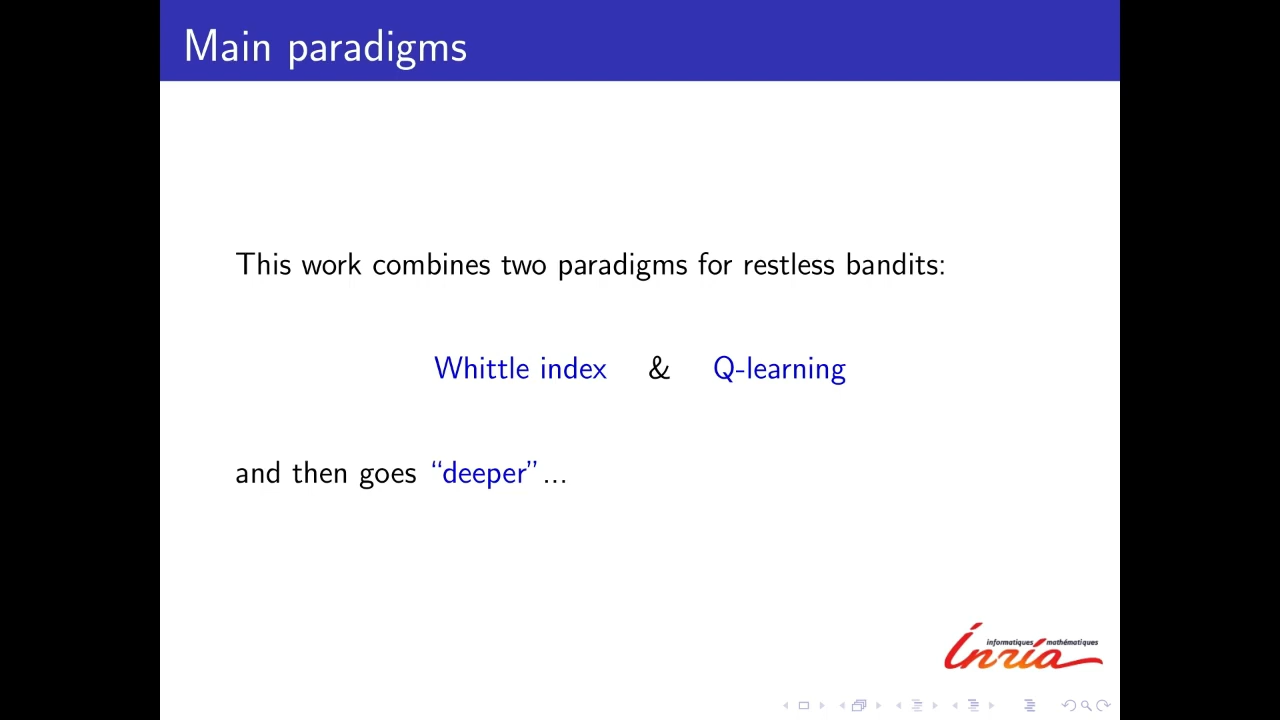 Main paradigms
This work combines two paradigms for restless bandits:
Whittle index & Q-learning
and then goes “deeper”...
informatiques mathématiques
Inría